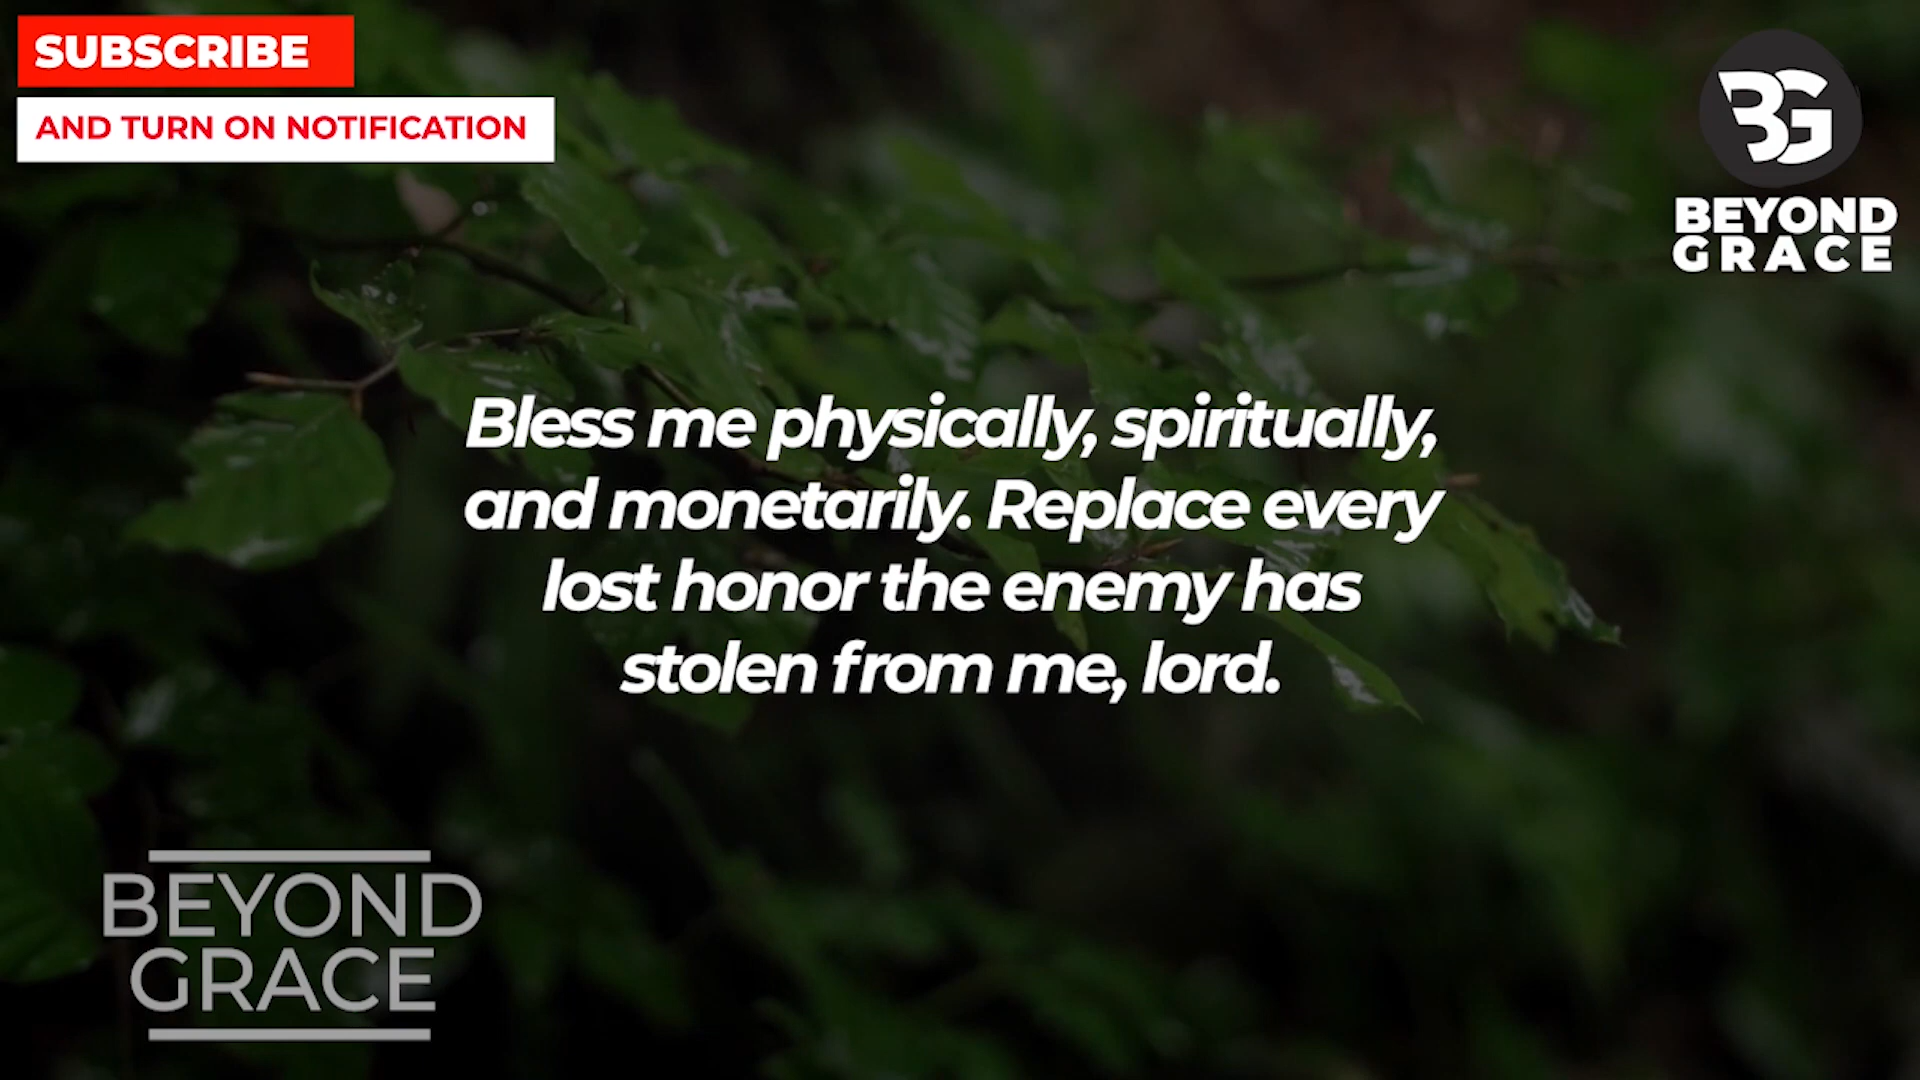 SUBSCRIBE
AND TURN ON NOTIFICATION
BG
BEYOND
GRACE
Bless me physically, spiritually,
and monetarily. Replace every
lost honor the enemy has
stolen from me, lord.
BEYOND
GRACE